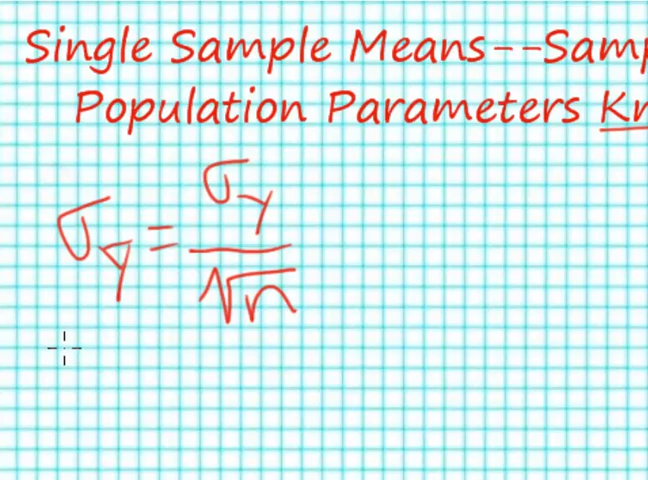 Single Sample Means--Samp
Population Parameters Kn
σȳ = σy / √n